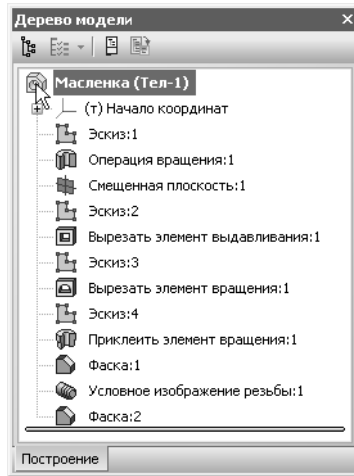 Дерево модели
Масленка (Тел-1)
(т) Начало координат
Эскиз:1
Операция вращения:1
Смещенная плоскость:1
Эскиз:2
Вырезать элемент выдавливания:1
Эскиз:3
Вырезать элемент вращения:1
Эскиз:4
Приклеить элемент вращения:1
Фаска:1
Условное изображение резьбы:1
Фаска:2
Построение